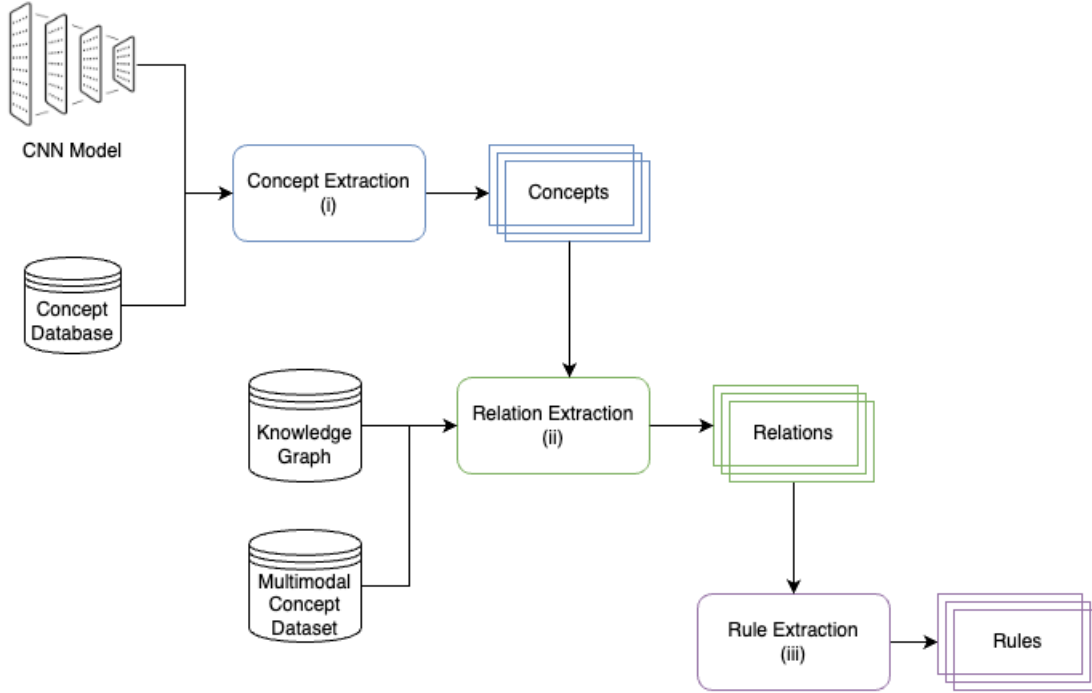 CNN Model
Concept Extraction
(i)
Concepts
Concept
Database
Knowledge
Graph
Relation Extraction
(ii)
Relations
Multimodal
Concept
Dataset
Rule Extraction
(iii)
Rules